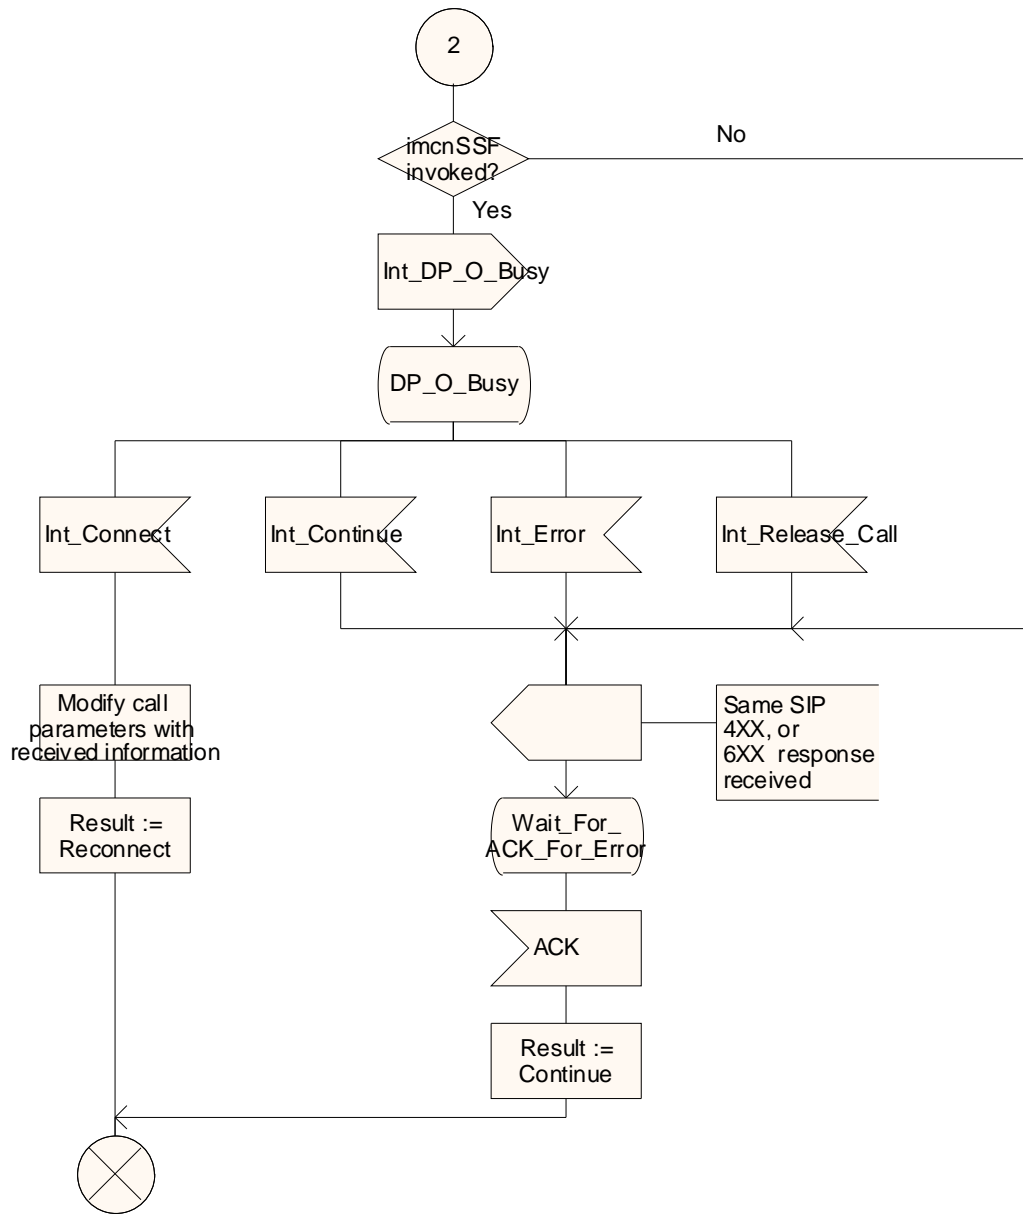 2
imcnSSF
invoked?
No
Yes
Int_DP_O_Busy
DP_O_Busy
Int_Connect
Int_Continue
Int_Error
Int_Release_Call
Modify call
parameters with
received information
Same SIP
4XX, or
6XX  response
received
Result :=
Reconnect
Wait_For_
ACK_For_Error
ACK
Result :=
Continue